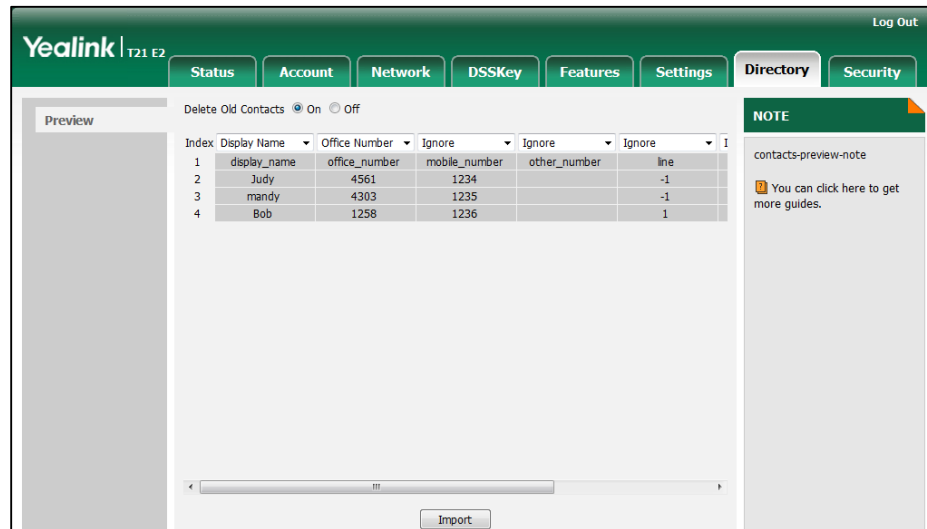 Log Out
Yealink | T21 E2
Status Account Network DSSKey Features Settings Directory Security
Preview
Delete Old Contacts On Off
Index Display Name Office Number Ignore Ignore Ignore
1 display_name office_number mobile_number other_number line
2 Judy 4561 1234 -1
3 mandy 4303 1235 -1
4 Bob 1258 1236 1
Import
NOTE
contacts-preview-note
You can click here to get
more guides.